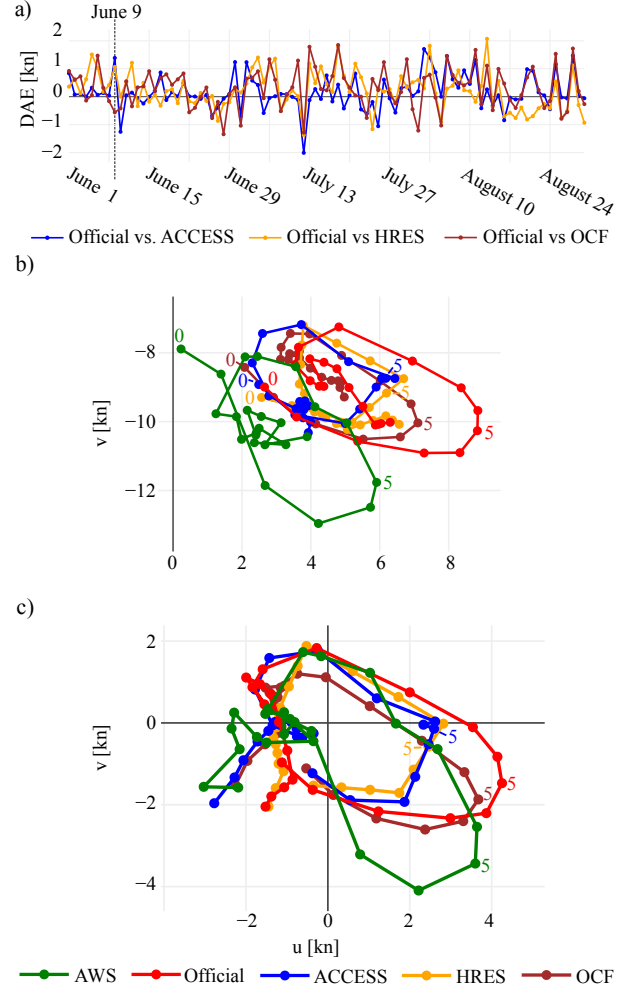 a)
June 9
DAE [kn]
2
1
0
−1
−2
June 1 June 15 June 29 July 13 July 27 August 10 August 24
Official vs. ACCESS Official vs HRES Official vs OCF
b)
v [kn]
−8
−10
−12
0 2 4 6 8
0 0 0 0 0
5 5 5 5 5
c)
v [kn]
2
0
−2
−4
−2 0 2 4
5 5 5 5 5
u [kn]
AWS Official ACCESS HRES OCF